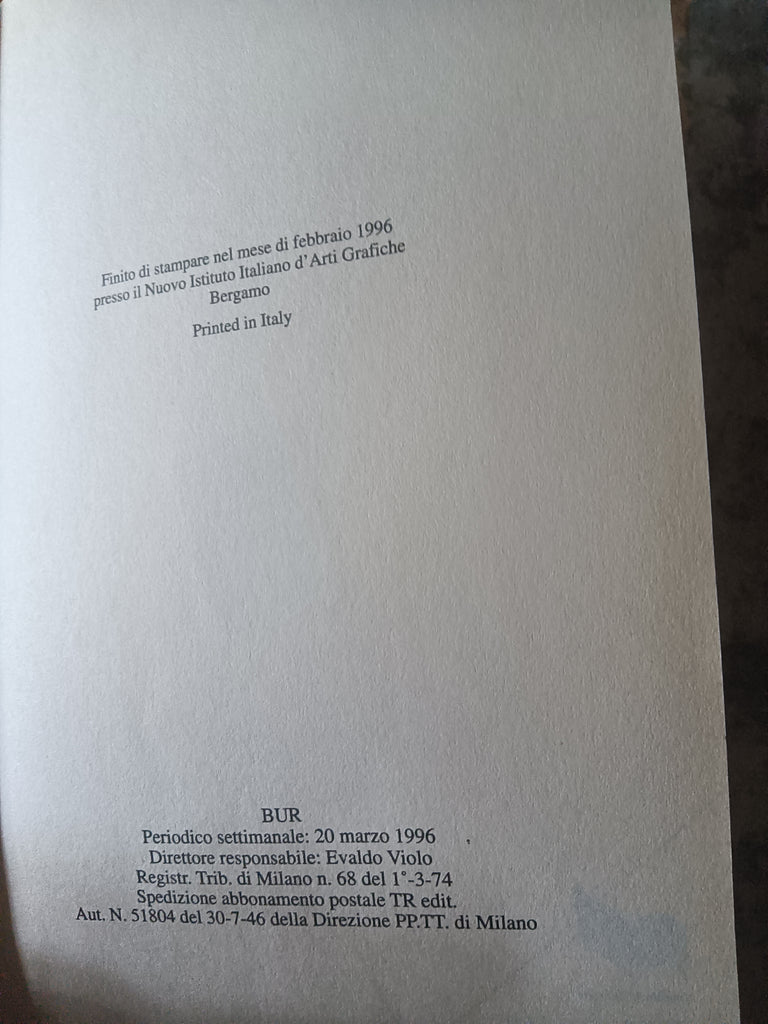 Finito di stampare nel mese di febbraio 1996
presso il Nuovo Istituto Italiano d'Arti Grafiche
Bergamo
Printed in Italy
BUR
Periodico settimanale: 20 marzo 1996
Direttore responsabile: Evaldo Violo
Registr. Trib. di Milano n. 68 del 1°-3-74
Spedizione abbonamento postale TR edit.
Aut. N. 51804 del 30-7-46 della Direzione PP.TT. di Milano